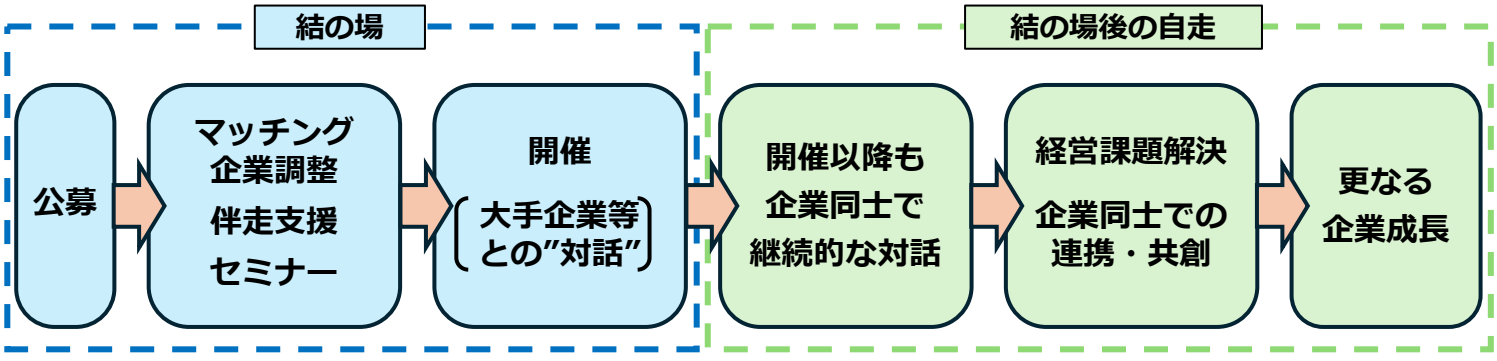 結の場
公募
マッチング
企業調整
伴走支援
セミナー
開催
大手企業等
との”対話”
結の場後の自走
開催以降も
企業同士で
継続的な対話
経営課題解決
企業同士での
連携・共創
更なる
企業成長